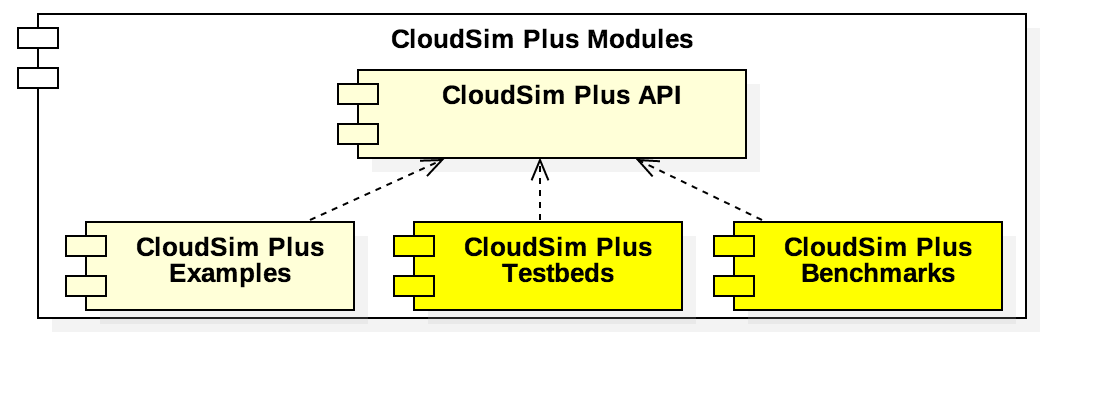 CloudSim Plus Modules
CloudSim Plus API
CloudSim Plus
Examples
CloudSim Plus
Testbeds
CloudSim Plus
Benchmarks